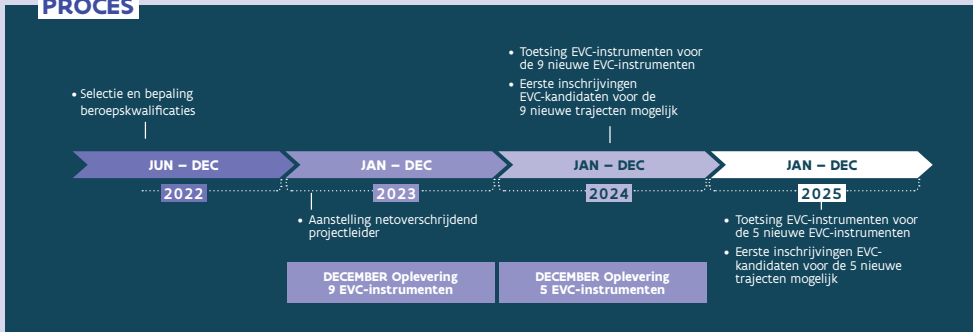 PROCES
• Toetsing EVC-instrumenten voor
de 9 nieuwe EVC-instrumenten
• Eerste inschrijvingen
EVC-kandidaten voor de
9 nieuwe trajecten mogelijk
• Selectie en bepaling
beroepskwalificaties
JUN – DEC
JAN – DEC
JAN – DEC
JAN – DEC
2022
2023
2024
2025
• Aanstelling netoverschrijdend
projectleider
• Toetsing EVC-instrumenten voor
de 5 nieuwe EVC-instrumenten
• Eerste inschrijvingen EVC-
kandidaten voor de 5 nieuwe
trajecten mogelijk
DECEMBER Oplevering
9 EVC-instrumenten
DECEMBER Oplevering
5 EVC-instrumenten